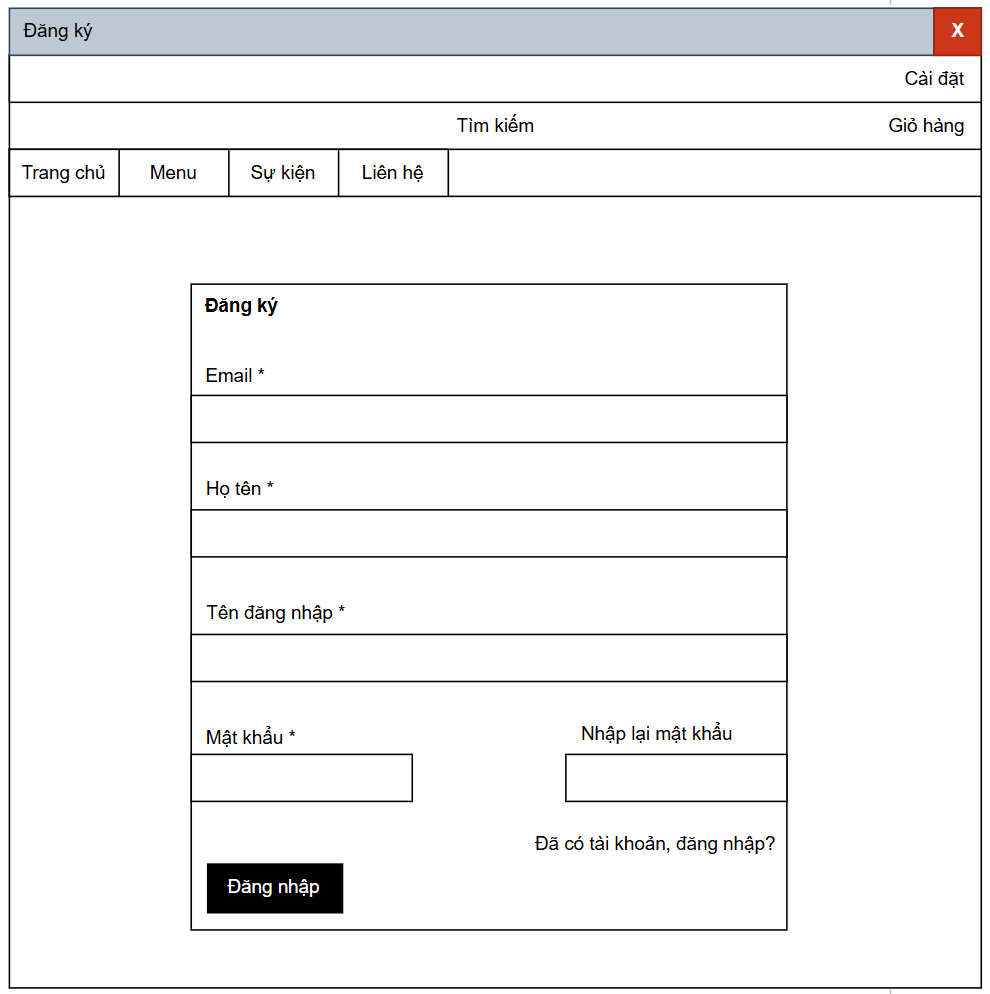 Đăng ký
X
Cài đặt
Tìm kiếm
Giỏ hàng
Trang chủ
Menu
Sự kiện
Liên hệ
Đăng ký
Email *
Họ tên *
Tên đăng nhập *
Mật khẩu *
Nhập lại mật khẩu
Đã có tài khoản, đăng nhập?
Đăng nhập